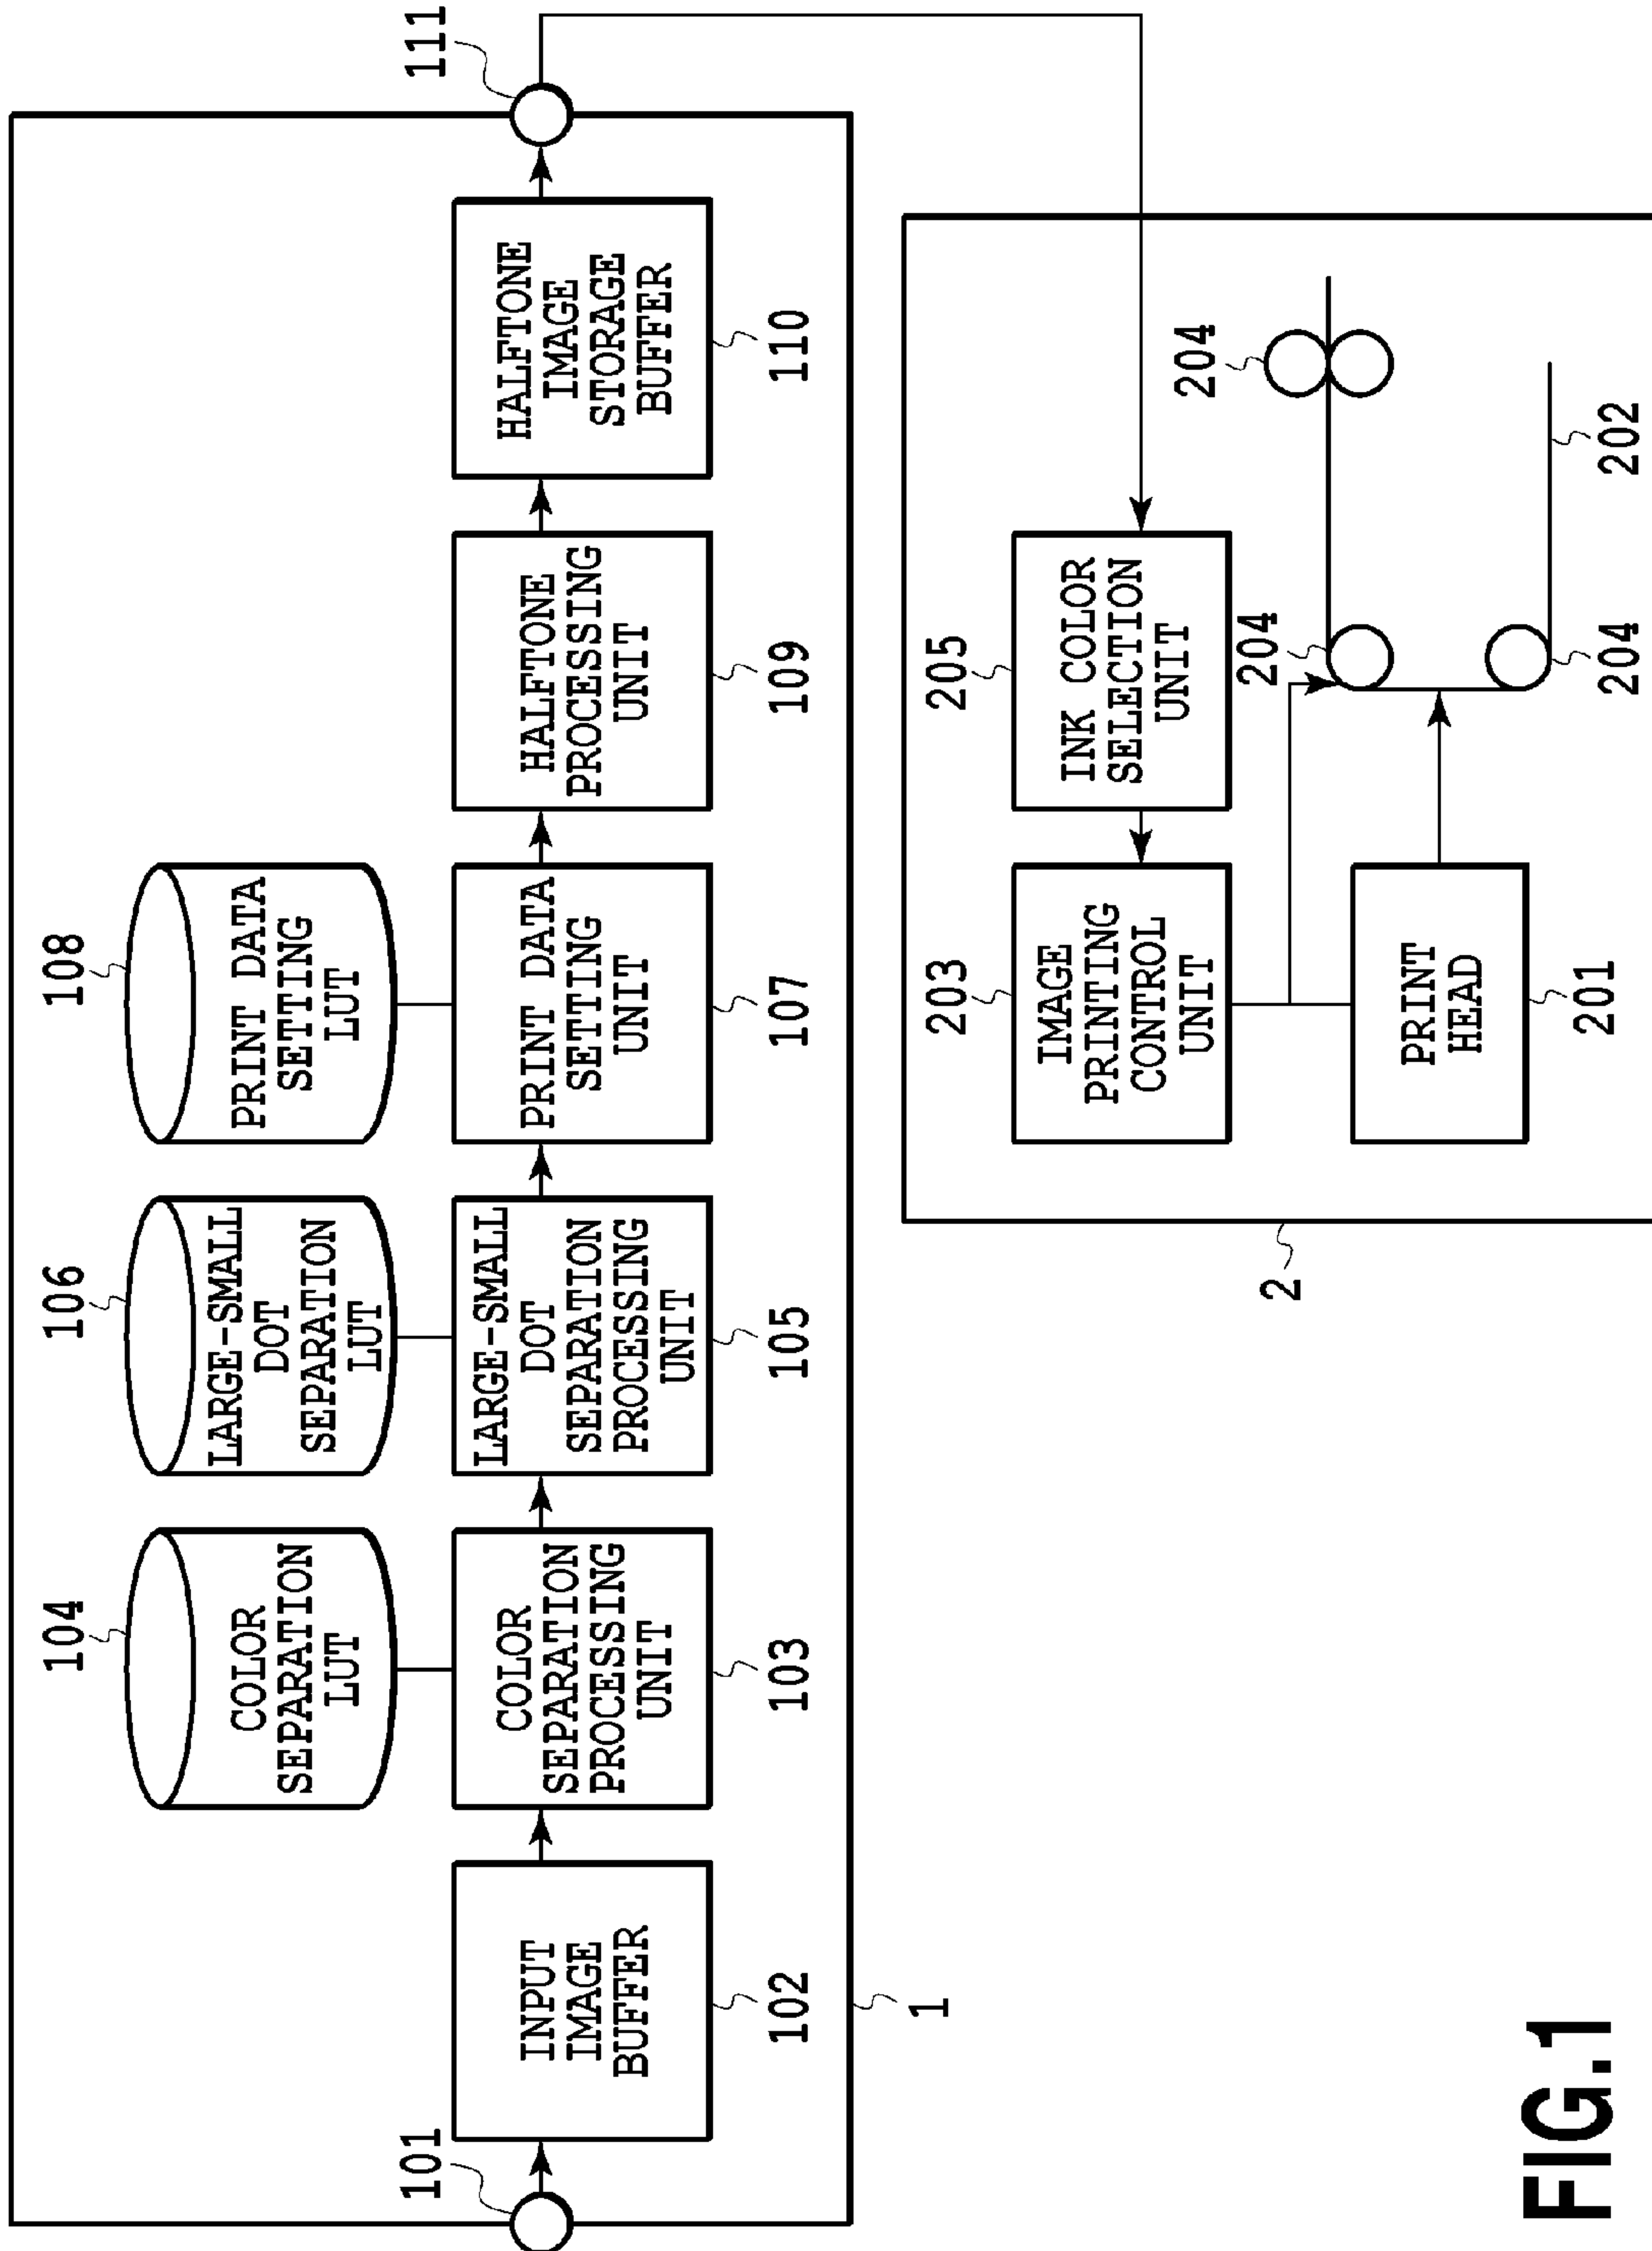 104
106
108
COLOR
SEPARATION
LUT
LARGE-SMALL
DOT
SEPARATION
LUT
PRINT DATA
SETTING
LUT
101
111
INPUT
IMAGE
BUFFER
COLOR
SEPARATION
PROCESSING
UNIT
LARGE-SMALL
DOT
SEPARATION
PROCESSING
UNIT
PRINT DATA
SETTING
UNIT
HALFTONE
PROCESSING
UNIT
HALFTONE
IMAGE
STORAGE
BUFFER
102
103
105
107
109
110
1
203
205
IMAGE
PRINTING
CONTROL
UNIT
INK COLOR
SELECTION
UNIT
2
204
204
PRINT
HEAD
201
204
202
FIG.1